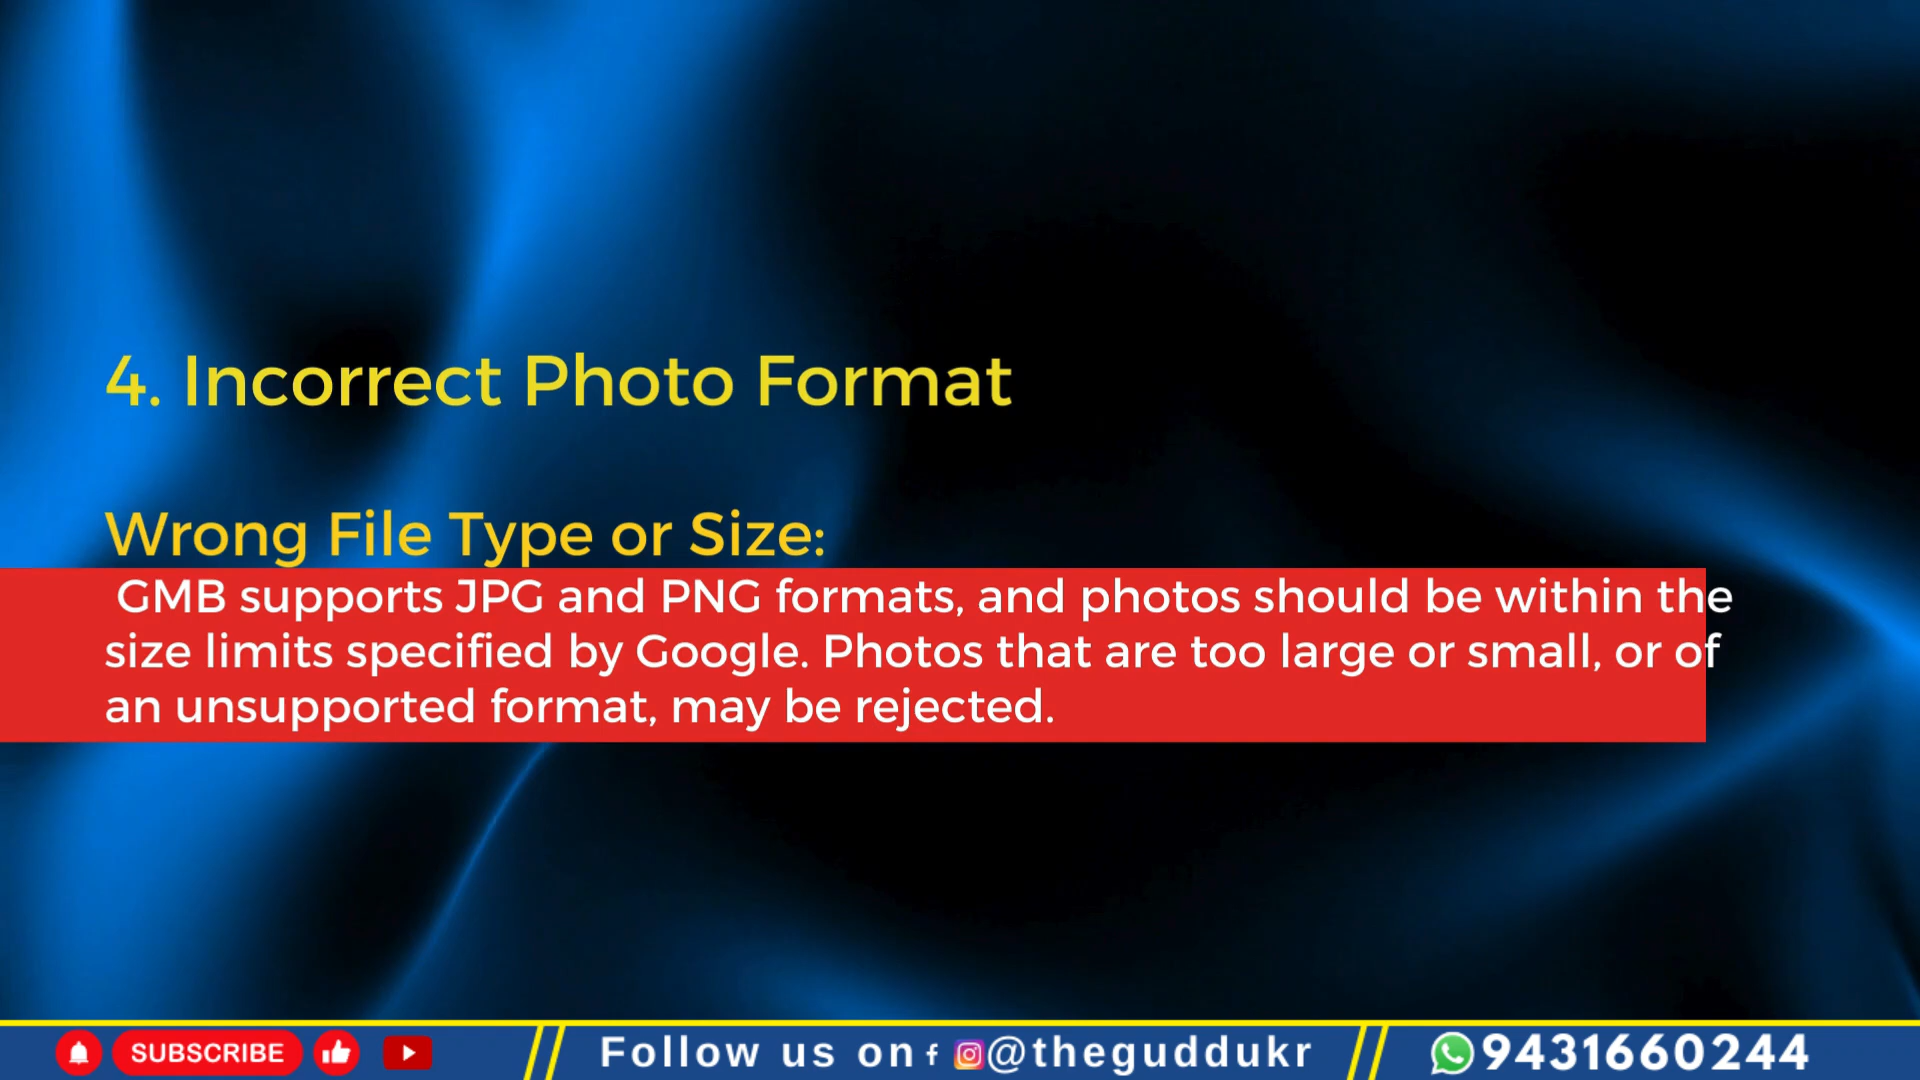 4. Incorrect Photo Format
Wrong File Type or Size:
GMB supports JPG and PNG formats, and photos should be within the
size limits specified by Google. Photos that are too large or small, or of
an unsupported format, may be rejected.
SUBSCRIBE
Follow us on f @theguddukr
9431660244